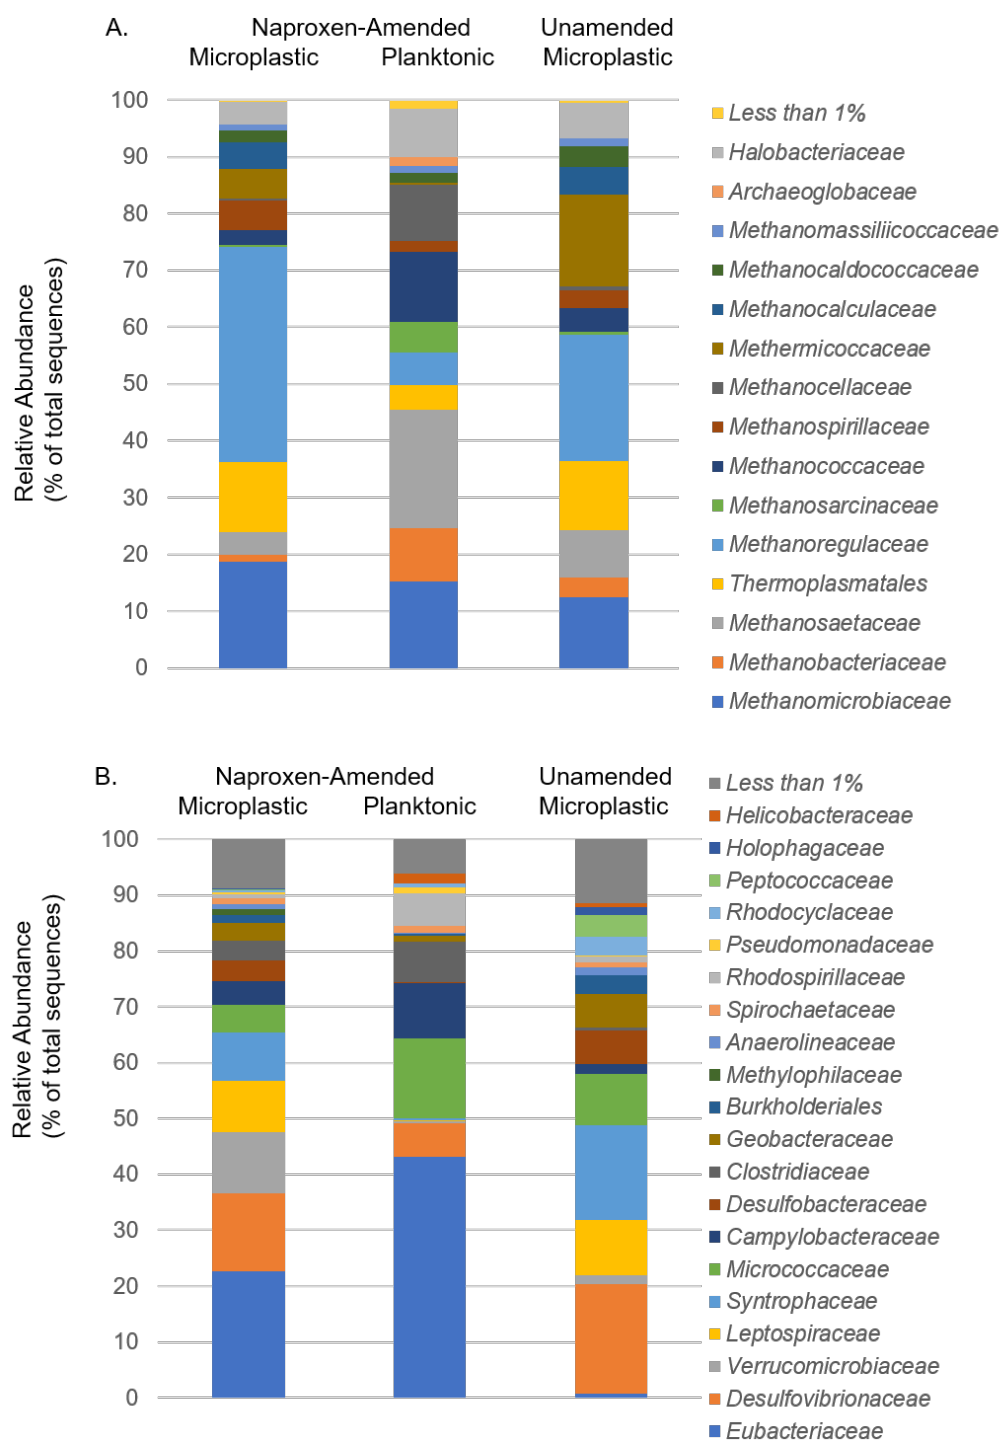 A.
Naproxen-Amended
Unamended
Microplastic
Planktonic
Microplastic
Relative Abundance
(% of total sequences)
100
90
80
70
60
50
40
30
20
10
0
Less than 1%
Halobacteriaceae
Archaeoglobaceae
Methanomassiliicoccaceae
Methanocaldococcaceae
Methanocalculaceae
Methermicoccaceae
Methanocellaceae
Methanospirillaceae
Methanococcaceae
Methanosarcinaceae
Methanoregulaceae
Thermoplasmatales
Methanosaetaceae
Methanobacteriaceae
Methanomicrobiaceae
B.
Naproxen-Amended
Unamended
Microplastic
Planktonic
Microplastic
Relative Abundance
(% of total sequences)
100
90
80
70
60
50
40
30
20
10
0
Less than 1%
Helicobacteraceae
Holophagaceae
Peptococcaceae
Rhodocyclaceae
Pseudomonadaceae
Rhodospirillaceae
Spirochaetaceae
Anaerolineaceae
Methylophilaceae
Burkholderiales
Geobacteraceae
Clostridiaceae
Desulfobacteraceae
Campylobacteraceae
Micrococcaceae
Syntrophaceae
Leptospiraceae
Verrucomicrobiaceae
Desulfovibrionaceae
Eubacteriaceae